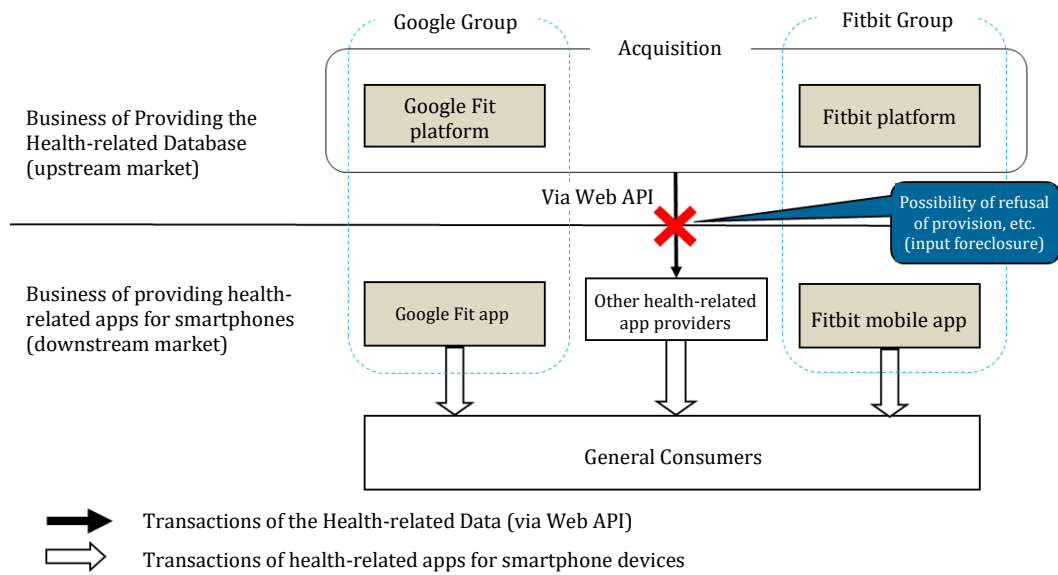 Google Group
Fitbit Group
Acquisition
Business of Providing the
Health-related Database
(upstream market)
Google Fit
platform
Fitbit platform
Via Web API
Possibility of refusal
of provision, etc.
(input foreclosure)
Business of providing health-
related apps for smartphones
(downstream market)
Google Fit app
Other health-related
app providers
Fitbit mobile app
General Consumers
Transactions of the Health-related Data (via Web API)
Transactions of health-related apps for smartphone devices